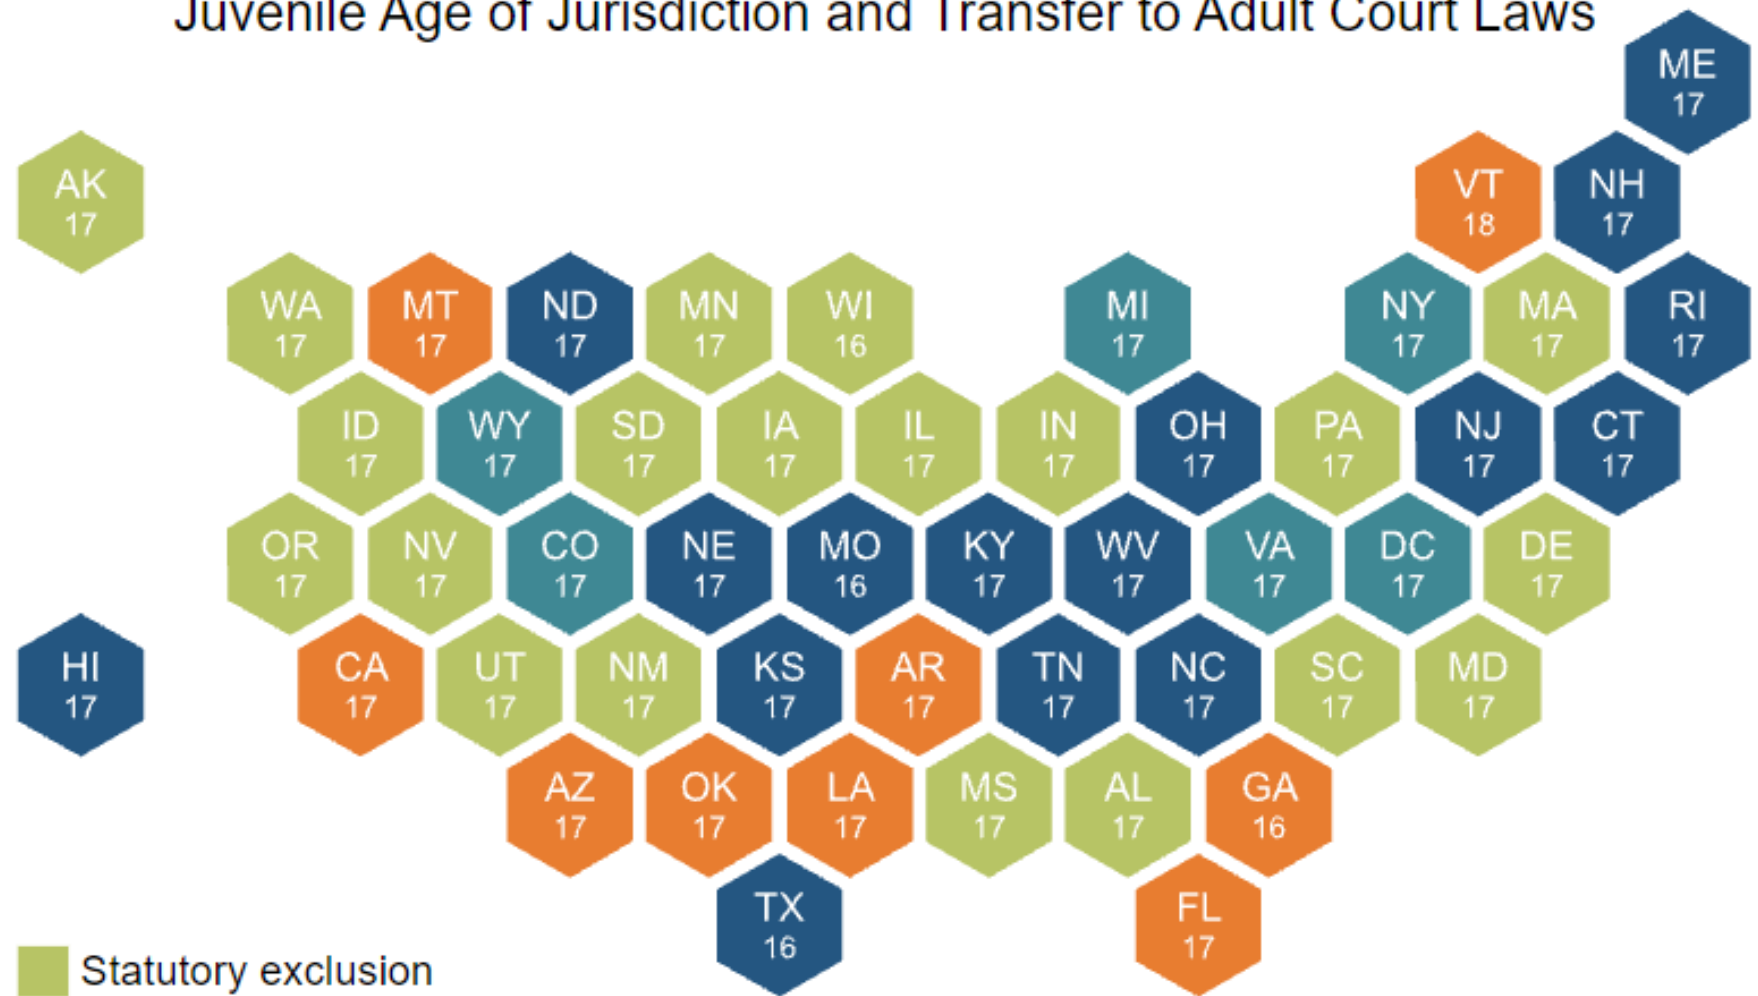 Juvenile Age of Jurisdiction and Transfer to Adult Court Laws
ME
17
AK
17
VT
18
NH
17
WA
17
MT
17
ND
17
MN
17
WI
16
MI
17
NY
17
MA
17
RI
17
ID
17
WY
17
SD
17
IA
17
IL
17
IN
17
OH
17
PA
17
NJ
17
CT
17
OR
17
NV
17
CO
17
NE
17
MO
16
KY
17
WV
17
VA
17
DC
17
DE
17
HI
17
CA
17
UT
17
NM
17
KS
17
AR
17
TN
17
NC
17
SC
17
MD
17
AZ
17
OK
17
LA
17
MS
17
AL
17
GA
16
TX
16
FL
17
Statutory exclusion